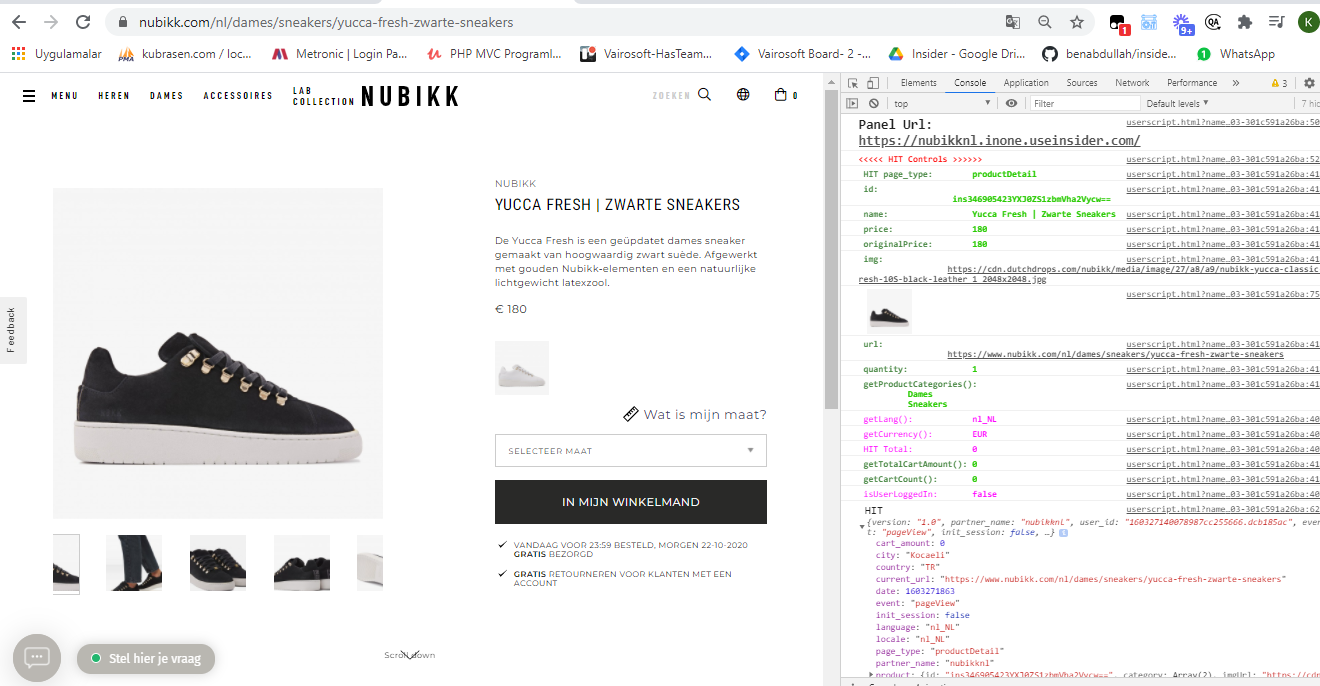 nubikk.com/nl/dames/sneakers/yucca-fresh-zwarte-sneakers
1
9+
QA
K
Uygulamalar
PMA
kubrasen.com / loc...
Metronic | Login Pa...
PHP MVC Programl...
Vairosoft-HasTeam...
Vairosoft Board- 2 -...
Insider - Google Dri...
benabdullah/inside...
1
WhatsApp
MENU
HEREN
DAMES
ACCESSOIRES
LAB
COLLECTION
NUBIKK
ZOEKEN
0
NUBIKK
YUCCA FRESH | ZWARTE SNEAKERS
De Yucca Fresh is een geüpdatet dames sneaker
gemaakt van hoogwaardig zwart suède. Afgewerkt
met gouden Nubikk-elementen en een natuurlijke
lichtgewicht latexzool.
€ 180
Wat is mijn maat?
SELECTEER MAAT
IN MIJN WINKELMAND
VANDAAG VOOR 23:59 BESTELD, MORGEN 22-10-2020
GRATIS BEZORGD
GRATIS RETOURNEREN VOOR KLANTEN MET EEN
ACCOUNT
Feedback
Stel hier je vraag
Scroll down
Elements
Console
Application
Sources
Network
Performance
»
3
top
Filter
Default levels
7 hid
Panel Url:
userscript.html?name…03-301c591a26ba:50
https://nubikknl.inone.useinsider.com/
<<<<< HIT Controls >>>>>>
userscript.html?name…03-301c591a26ba:52
HIT page_type: productDetail
userscript.html?name…03-301c591a26ba:41
id:
userscript.html?name…03-301c591a26ba:41
ins346905423YXJ0ZS1zbmVha2Vycw==
name: Yucca Fresh | Zwarte Sneakers
userscript.html?name…03-301c591a26ba:41
price: 180
userscript.html?name…03-301c591a26ba:41
originalPrice: 180
userscript.html?name…03-301c591a26ba:41
img:
userscript.html?name…03-301c591a26ba:41
https://cdn.dutchdrops.com/nubikk/media/image/27/a8/a9/nubikk-yucca-classic
resh-10S-black-leather_1_2048x2048.jpg
userscript.html?name…03-301c591a26ba:75
url:
userscript.html?name…03-301c591a26ba:41
https://www.nubikk.com/nl/dames/sneakers/yucca-fresh-zwarte-sneakers
quantity: 1
userscript.html?name…03-301c591a26ba:41
getProductCategories():
userscript.html?name…03-301c591a26ba:41
Dames
Sneakers
getLang(): nl_NL
userscript.html?name…03-301c591a26ba:40
getCurrency(): EUR
userscript.html?name…03-301c591a26ba:40
HIT Total: 0
userscript.html?name…03-301c591a26ba:40
getTotalCartAmount(): 0
userscript.html?name…03-301c591a26ba:41
getCartCount(): 0
userscript.html?name…03-301c591a26ba:41
isUserLoggedIn: false
userscript.html?name…03-301c591a26ba:40
HIT
userscript.html?name…03-301c591a26ba:62
{version: "1.0", partner_name: "nubikknl", user_id: "160327140078987cc255666.dcb185ac", even
t: "pageView", init_session: false, …}
cart_amount: 0
city: "Kocaeli"
country: "TR"
current_url: "https://www.nubikk.com/nl/dames/sneakers/yucca-fresh-zwarte-sneakers"
date: 1603271863
event: "pageView"
init_session: false
language: "nl_NL"
locale: "nl_NL"
page_type: "productDetail"
partner_name: "nubikknl"
product: {id: "ins346905423YXJ0ZS1zbmVha2Vycw==", category: Array(2), imgUrl: "https://cdn